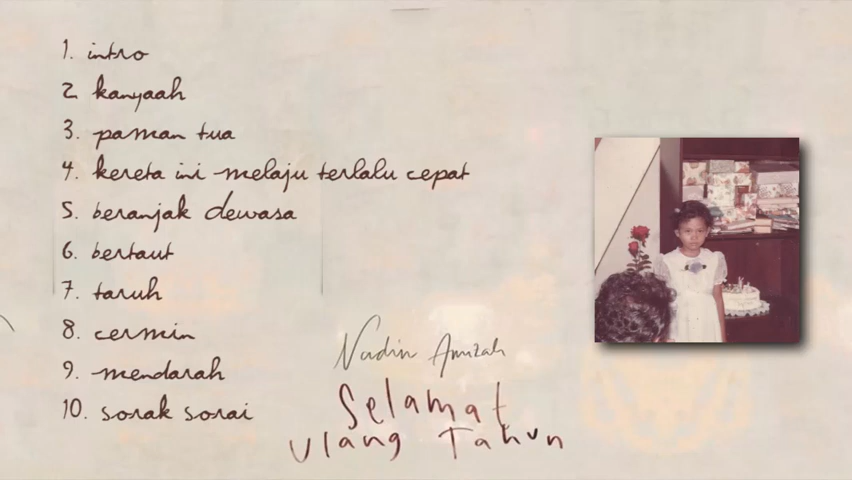 1. intro
2. kanyaah
3. paman tua
4. kereta ini melaju terlalu cepat
5. beranjak dewasa
6. bertaut
7. taruh
8. cermin
9. mendarah
10. sorak sorai
Nadin Amizah
Selamat
Ulang Tahun